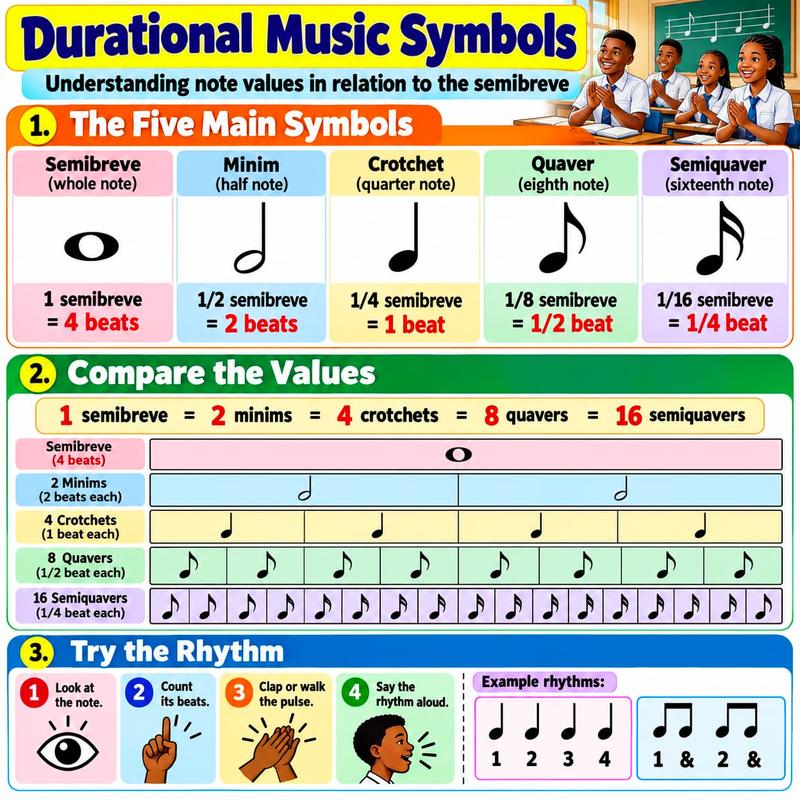 Durational Music Symbols
Understanding note values in relation to the semibreve
1. The Five Main Symbols
Semibreve
(whole note)
1 semibreve
= 4 beats
Minim
(half note)
1/2 semibreve
= 2 beats
Crotchet
(quarter note)
1/4 semibreve
= 1 beat
Quaver
(eighth note)
1/8 semibreve
= 1/2 beat
Semiquaver
(sixteenth note)
1/16 semibreve
= 1/4 beat
2. Compare the Values
1 semibreve = 2 minims = 4 crotchets = 8 quavers = 16 semiquavers
Semibreve
(4 beats)
2 Minims
(2 beats each)
4 Crotchets
(1 beat each)
8 Quavers
(1/2 beat each)
16 Semiquavers
(1/4 beat each)
3. Try the Rhythm
1 Look at
the note.
2 Count
its beats.
3 Clap or walk
the pulse.
4 Say the
rhythm aloud.
Example rhythms:
1 2 3 4
1 & 2 &